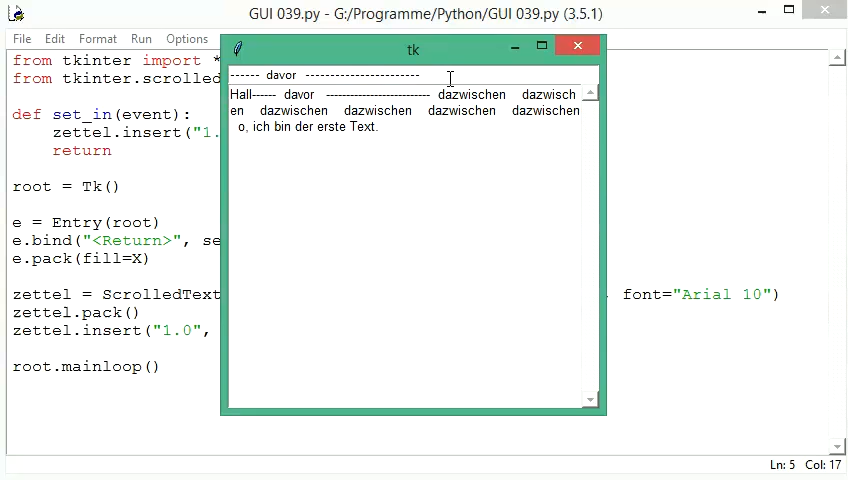 GUI 039.py - G:/Programme/Python/GUI 039.py (3.5.1)
File Edit Format Run Options
from tkinter import *
from tkinter.scrolled
def set_in(event):
zettel.insert("1.
return
root = Tk()
e = Entry(root)
e.bind("<Return>", se
e.pack(fill=X)
zettel = ScrolledText font="Arial 10")
zettel.pack()
zettel.insert("1.0",
root.mainloop()
tk
------ davor -----------------------
Hall------ davor -------------------------- dazwischen dazwisch
en dazwischen dazwischen dazwischen dazwischen
o, ich bin der erste Text.
Ln: 5 Col: 17